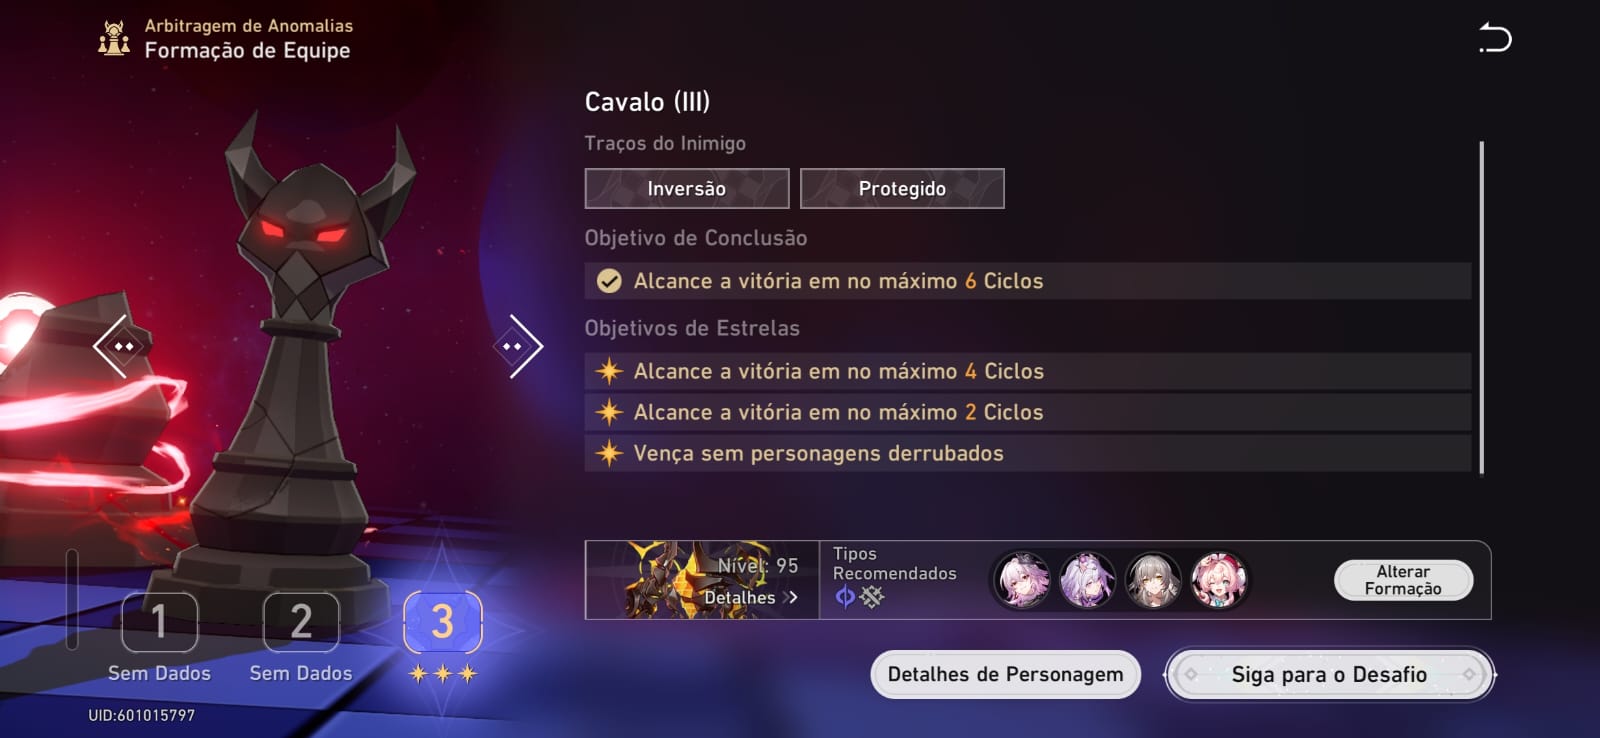 Arbitragem de Anomalias
Formação de Equipe
Cavalo (III)
Traços do Inimigo
Inversão
Protegido
Objetivo de Conclusão
Alcance a vitória em no máximo 6 Ciclos
Objetivos de Estrelas
Alcance a vitória em no máximo 4 Ciclos
Alcance a vitória em no máximo 2 Ciclos
Vença sem personagens derrubados
Nível: 95
Detalhes >>
Tipos
Recomendados
Alterar
Formação
1
2
3
Sem Dados
Sem Dados
Detalhes de Personagem
Siga para o Desafio
UID:601015797